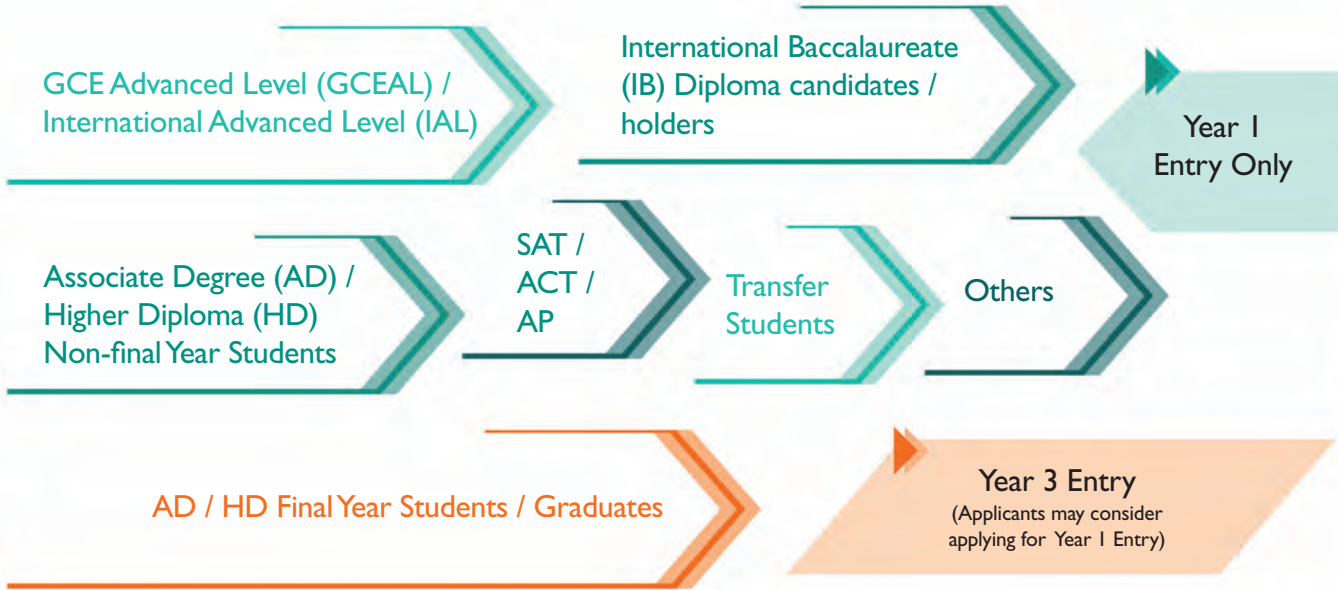 GCE Advanced Level (GCEAL) /
International Advanced Level (IAL)
International Baccalaureate
(IB) Diploma candidates /
holders
Year 1
Entry Only
Associate Degree (AD) /
Higher Diploma (HD)
Non-final Year Students
SAT /
ACT /
AP
Transfer
Students
Others
AD / HD Final Year Students / Graduates
Year 3 Entry
(Applicants may consider
applying for Year 1 Entry)